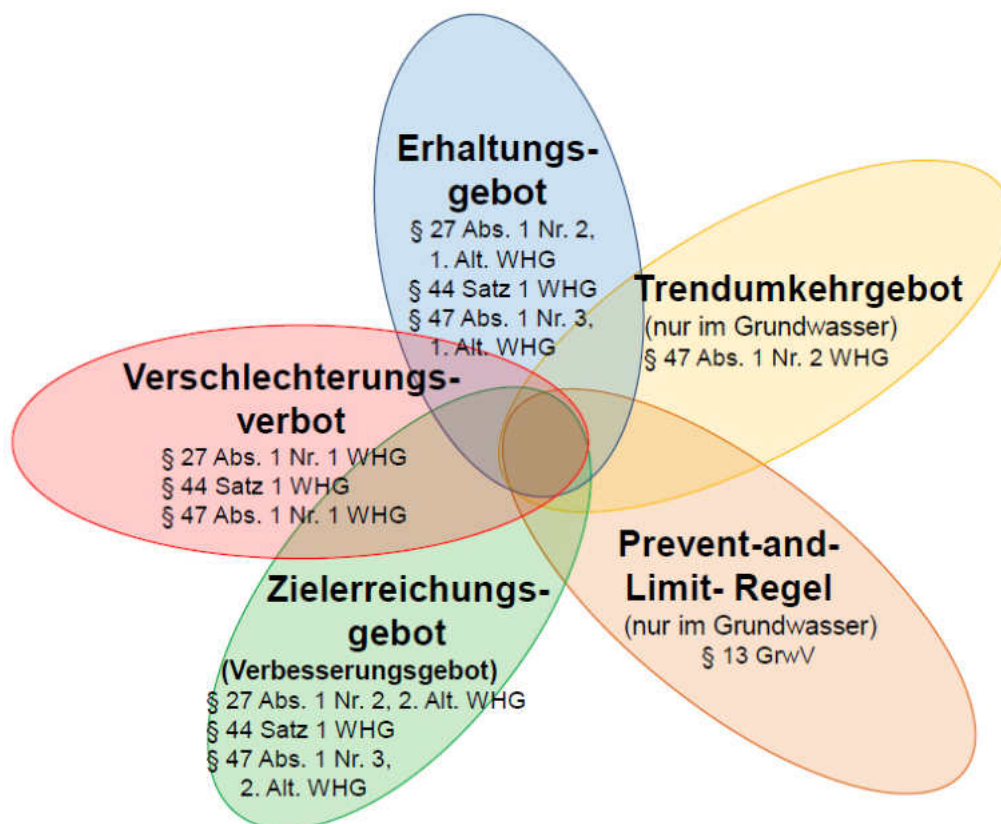 Erhaltungs-
gebot
§ 27 Abs. 1 Nr. 2,
1. Alt. WHG
§ 44 Satz 1 WHG
§ 47 Abs. 1 Nr. 3,
1. Alt. WHG
Trendumkehrgebot
(nur im Grundwasser)
§ 47 Abs. 1 Nr. 2 WHG
Verschlechterungs-
verbot
§ 27 Abs. 1 Nr. 1 WHG
§ 44 Satz 1 WHG
§ 47 Abs. 1 Nr. 1 WHG
Prevent-and-
Limit- Regel
(nur im Grundwasser)
§ 13 GrwV
Zielerreichungs-
gebot
(Verbesserungsgebot)
§ 27 Abs. 1 Nr. 2, 2. Alt. WHG
§ 44 Satz 1 WHG
§ 47 Abs. 1 Nr. 3,
2. Alt. WHG